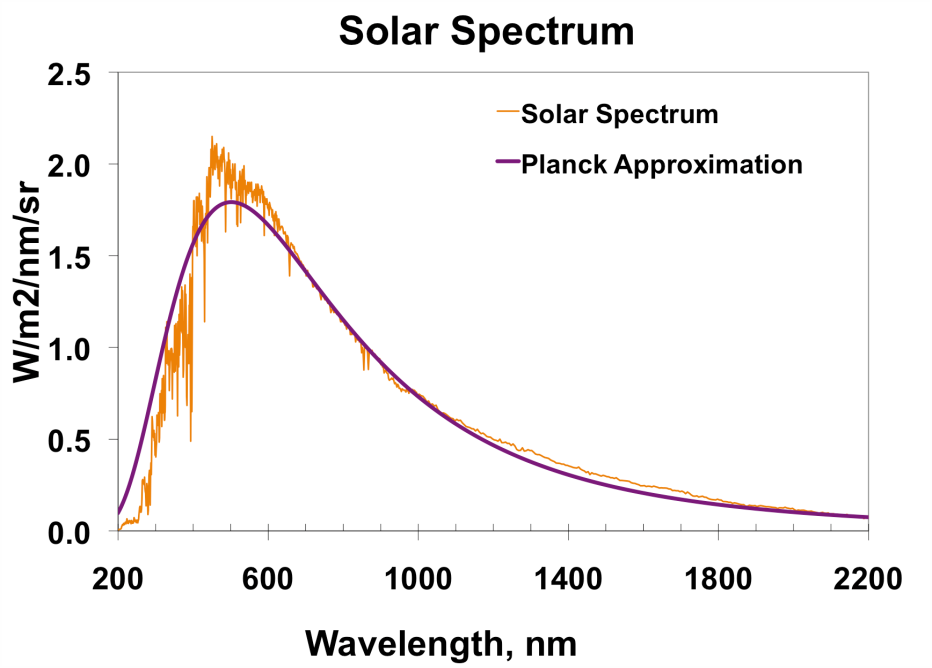 Solar Spectrum
2.5
2.0
1.5
1.0
0.5
0.0
W/m2/nm/sr
Solar Spectrum
Planck Approximation
200 600 1000 1400 1800 2200
Wavelength, nm